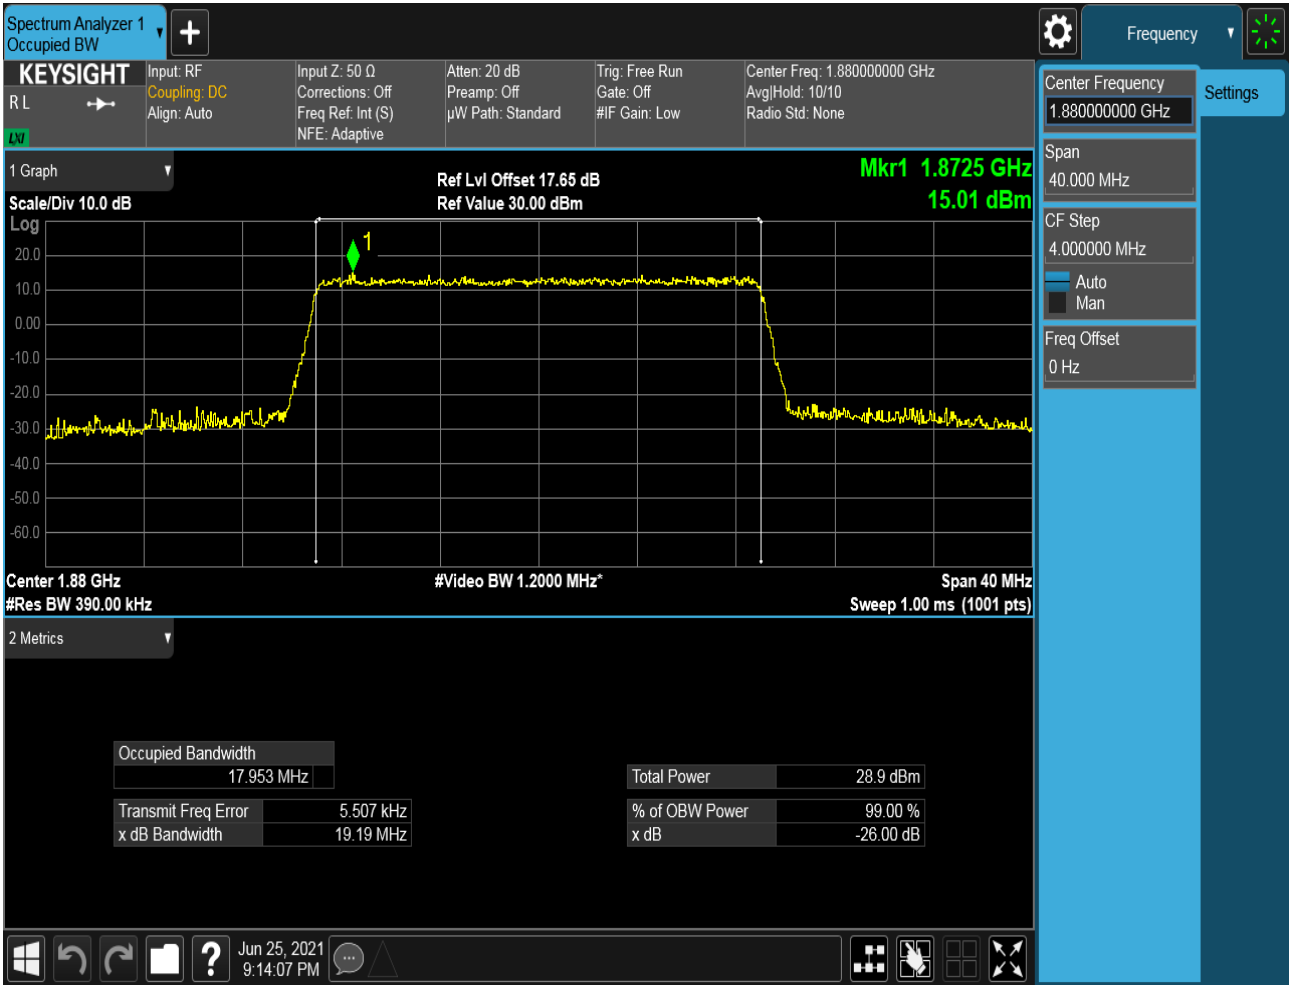 Spectrum Analyzer 1
Occupied BW
Frequency
KEYSIGHT
R L
LXI
Input: RF
Coupling: DC
Align: Auto
Input Z: 50 Ω
Corrections: Off
Freq Ref: Int (S)
NFE: Adaptive
Atten: 20 dB
Preamp: Off
µW Path: Standard
Trig: Free Run
Gate: Off
#IF Gain: Low
Center Freq: 1.880000000 GHz
Avg|Hold: 10/10
Radio Std: None
Center Frequency
1.880000000 GHz
Settings
Span
40.000 MHz
CF Step
4.000000 MHz
Auto
Man
Freq Offset
0 Hz
1 Graph
Ref Lvl Offset 17.65 dB
Mkr1 1.8725 GHz
Scale/Div 10.0 dB
Ref Value 30.00 dBm
15.01 dBm
Log
1
20.0
10.0
0.00
-10.0
-20.0
-30.0
-40.0
-50.0
-60.0
Center 1.88 GHz
#Video BW 1.2000 MHz*
Span 40 MHz
#Res BW 390.00 kHz
Sweep 1.00 ms (1001 pts)
2 Metrics
Occupied Bandwidth
17.953 MHz
Total Power 28.9 dBm
Transmit Freq Error 5.507 kHz
% of OBW Power 99.00 %
x dB Bandwidth 19.19 MHz
x dB -26.00 dB
?
Jun 25, 2021
9:14:07 PM